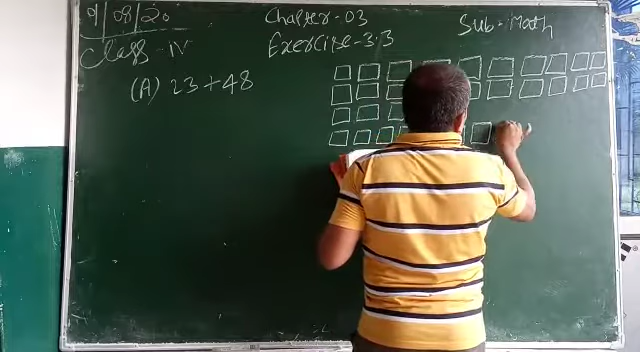 9/08/20 Chapter-03 Sub-Math
Class-IV Exercise-3.3
(A) 23+48